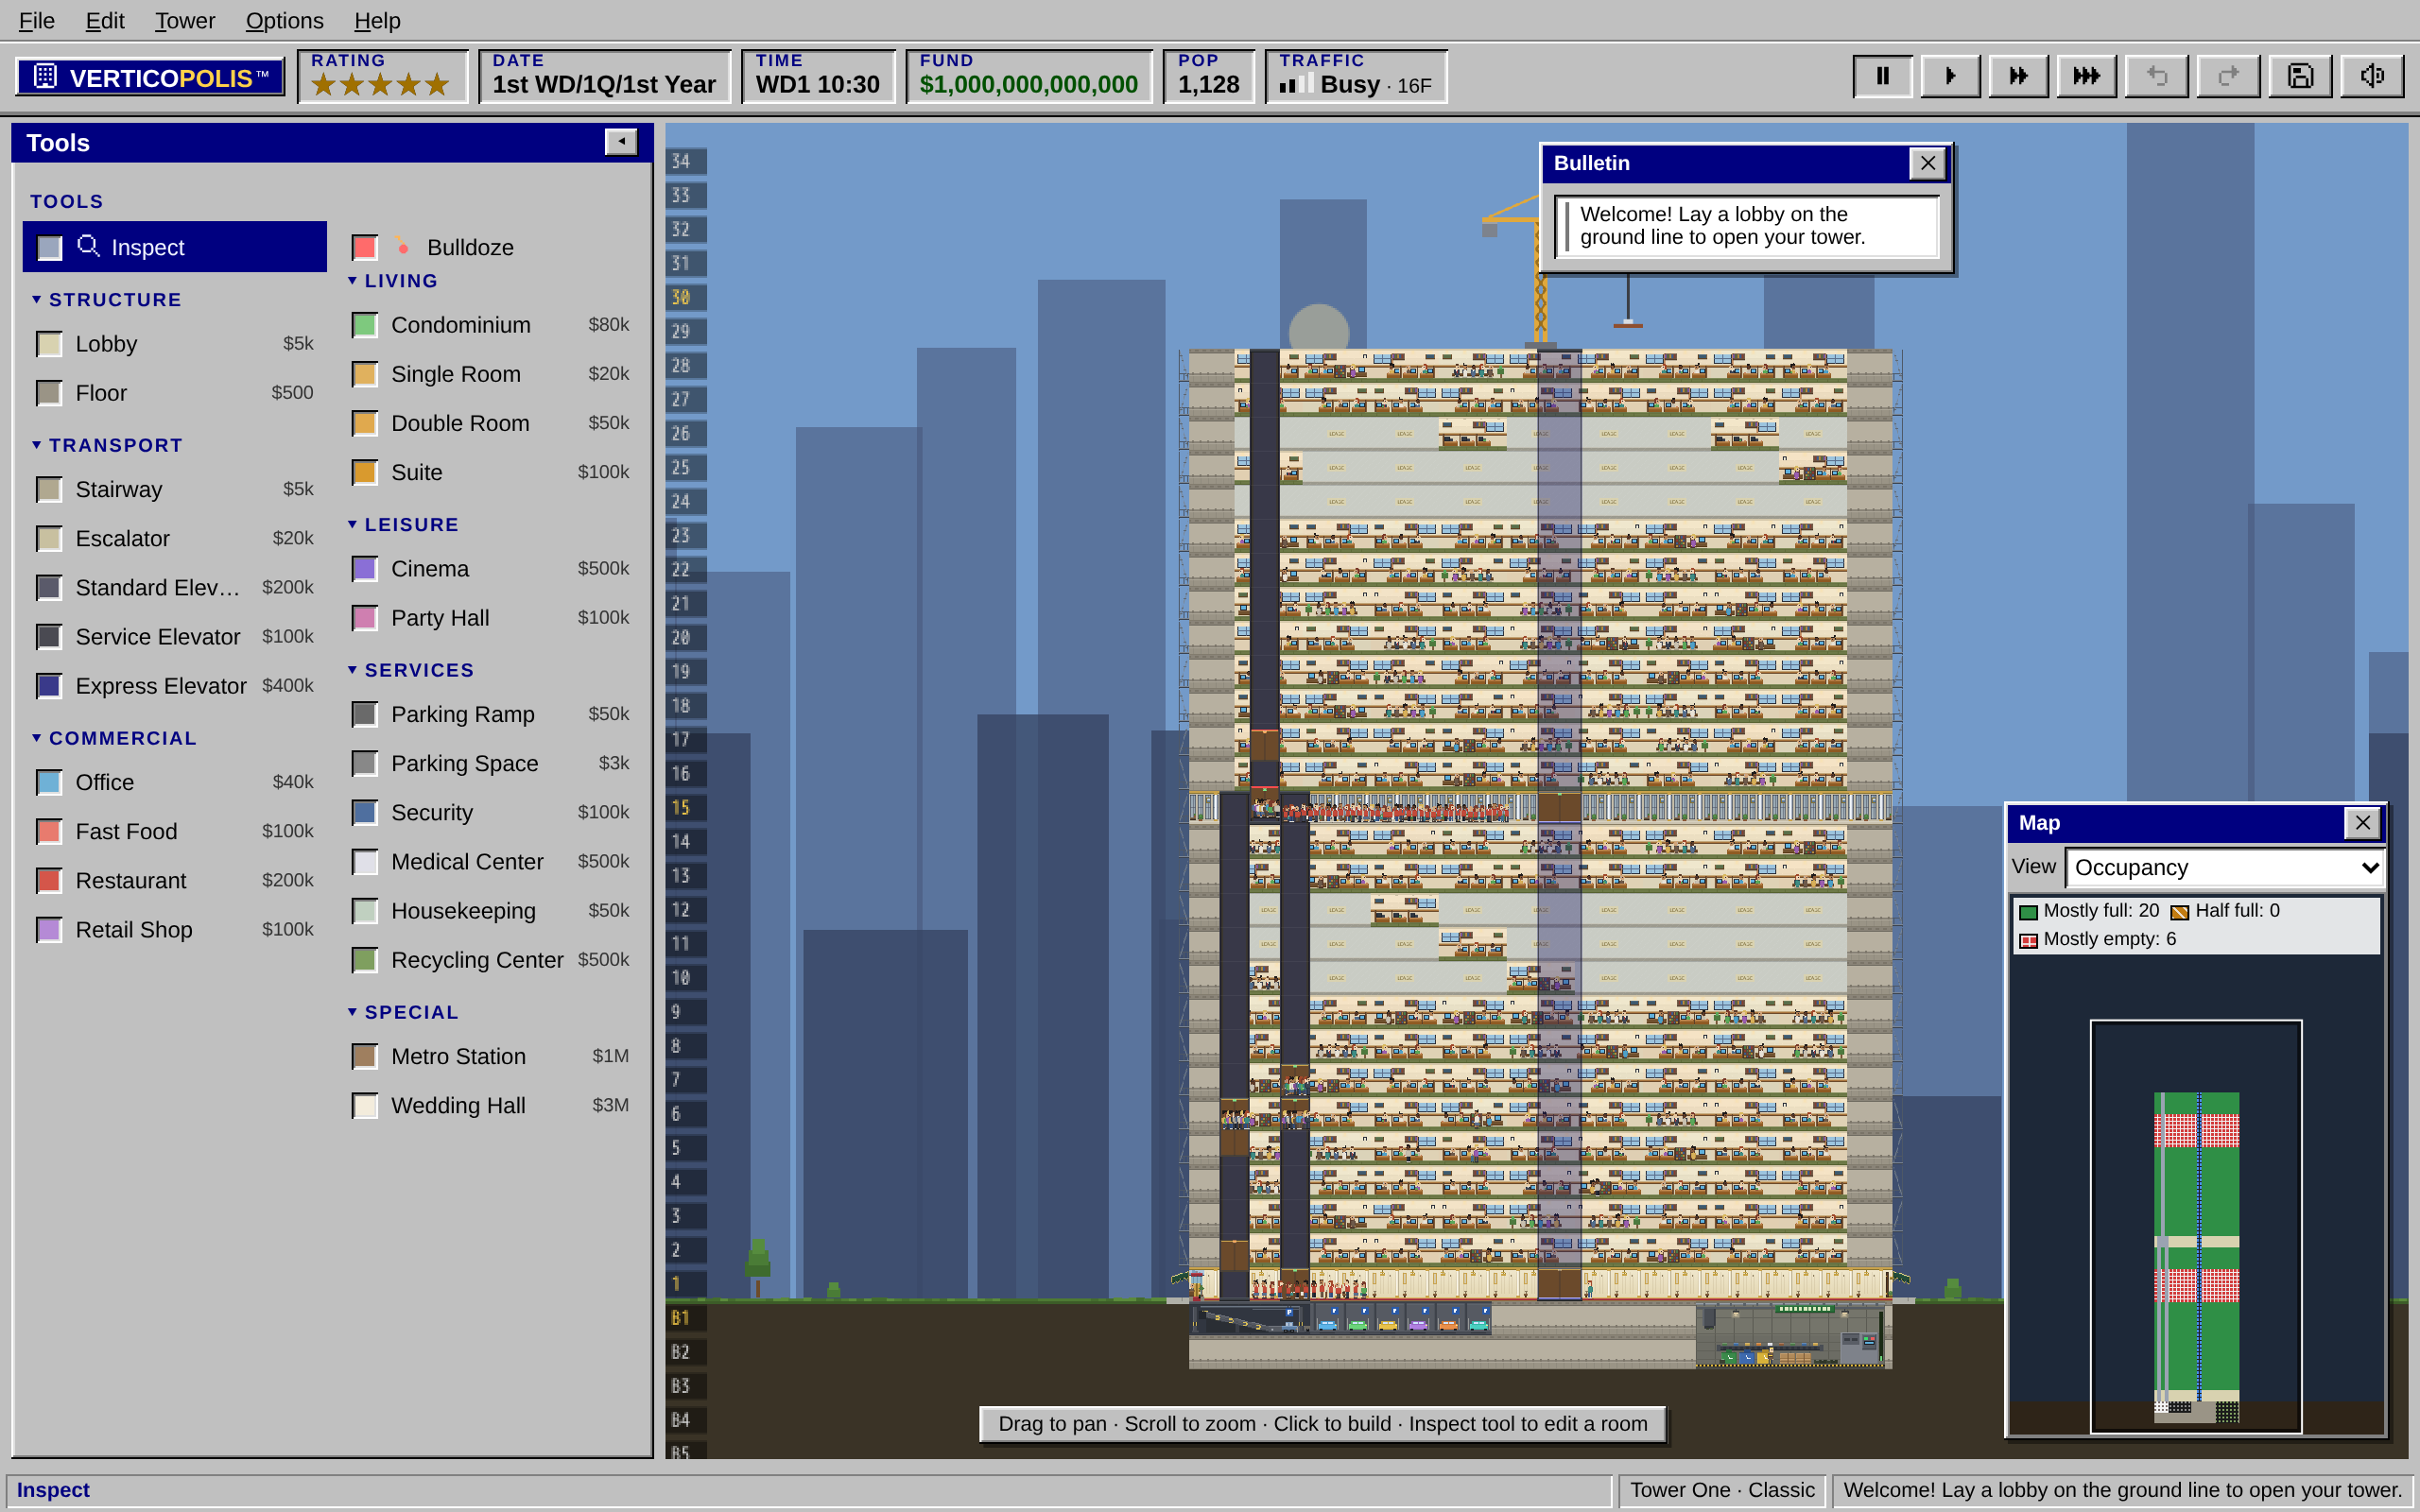 File Edit Tower Options Help
VERTICOPOLIS™
RATING
★★★★★
DATE
1st WD/1Q/1st Year
TIME
WD1 10:30
FUND
$1,000,000,000,000
POP
1,128
TRAFFIC
Busy · 16F
Tools
TOOLS
Inspect
Bulldoze
STRUCTURE
Lobby $5k
Floor $500
TRANSPORT
Stairway $5k
Escalator $20k
Standard Elev… $200k
Service Elevator $100k
Express Elevator $400k
COMMERCIAL
Office $40k
Fast Food $100k
Restaurant $200k
Retail Shop $100k
LIVING
Condominium $80k
Single Room $20k
Double Room $50k
Suite $100k
LEISURE
Cinema $500k
Party Hall $100k
SERVICES
Parking Ramp $50k
Parking Space $3k
Security $100k
Medical Center $500k
Housekeeping $50k
Recycling Center $500k
SPECIAL
Metro Station $1M
Wedding Hall $3M
34
33
32
31
30
29
28
27
26
25
24
23
22
21
20
19
18
17
16
15
14
13
12
11
10
9
8
7
6
5
4
3
2
1
B1
B2
B3
B4
B5
Bulletin
Welcome! Lay a lobby on the
ground line to open your tower.
Map
View Occupancy
Mostly full: 20 Half full: 0
Mostly empty: 6
Drag to pan · Scroll to zoom · Click to build · Inspect tool to edit a room
Inspect
Tower One · Classic
Welcome! Lay a lobby on the ground line to open your tower.